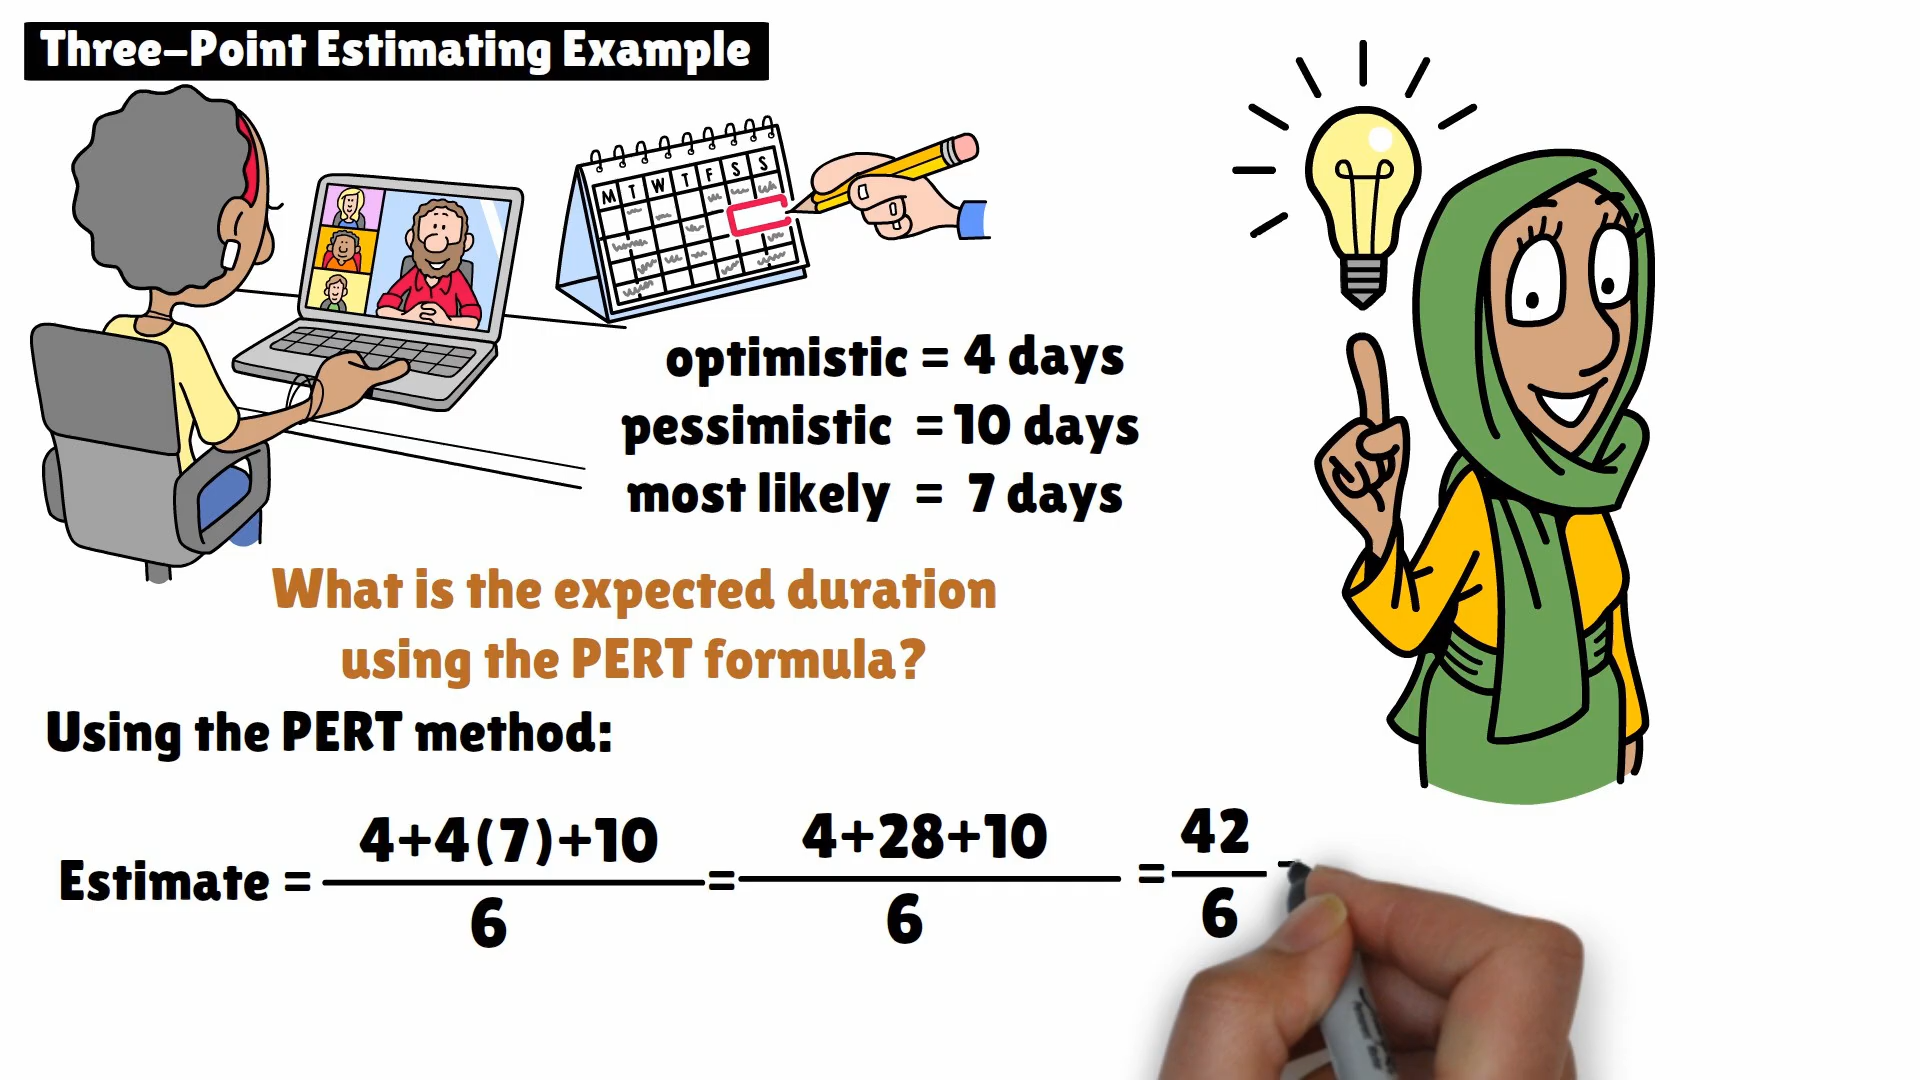 Three-Point Estimating Example
M T W T F S S
optimistic = 4 days
pessimistic = 10 days
most likely = 7 days
What is the expected duration
using the PERT formula?
Using the PERT method:
Estimate = 4+4(7)+10 / 6 = 4+28+10 / 6 = 42 / 6